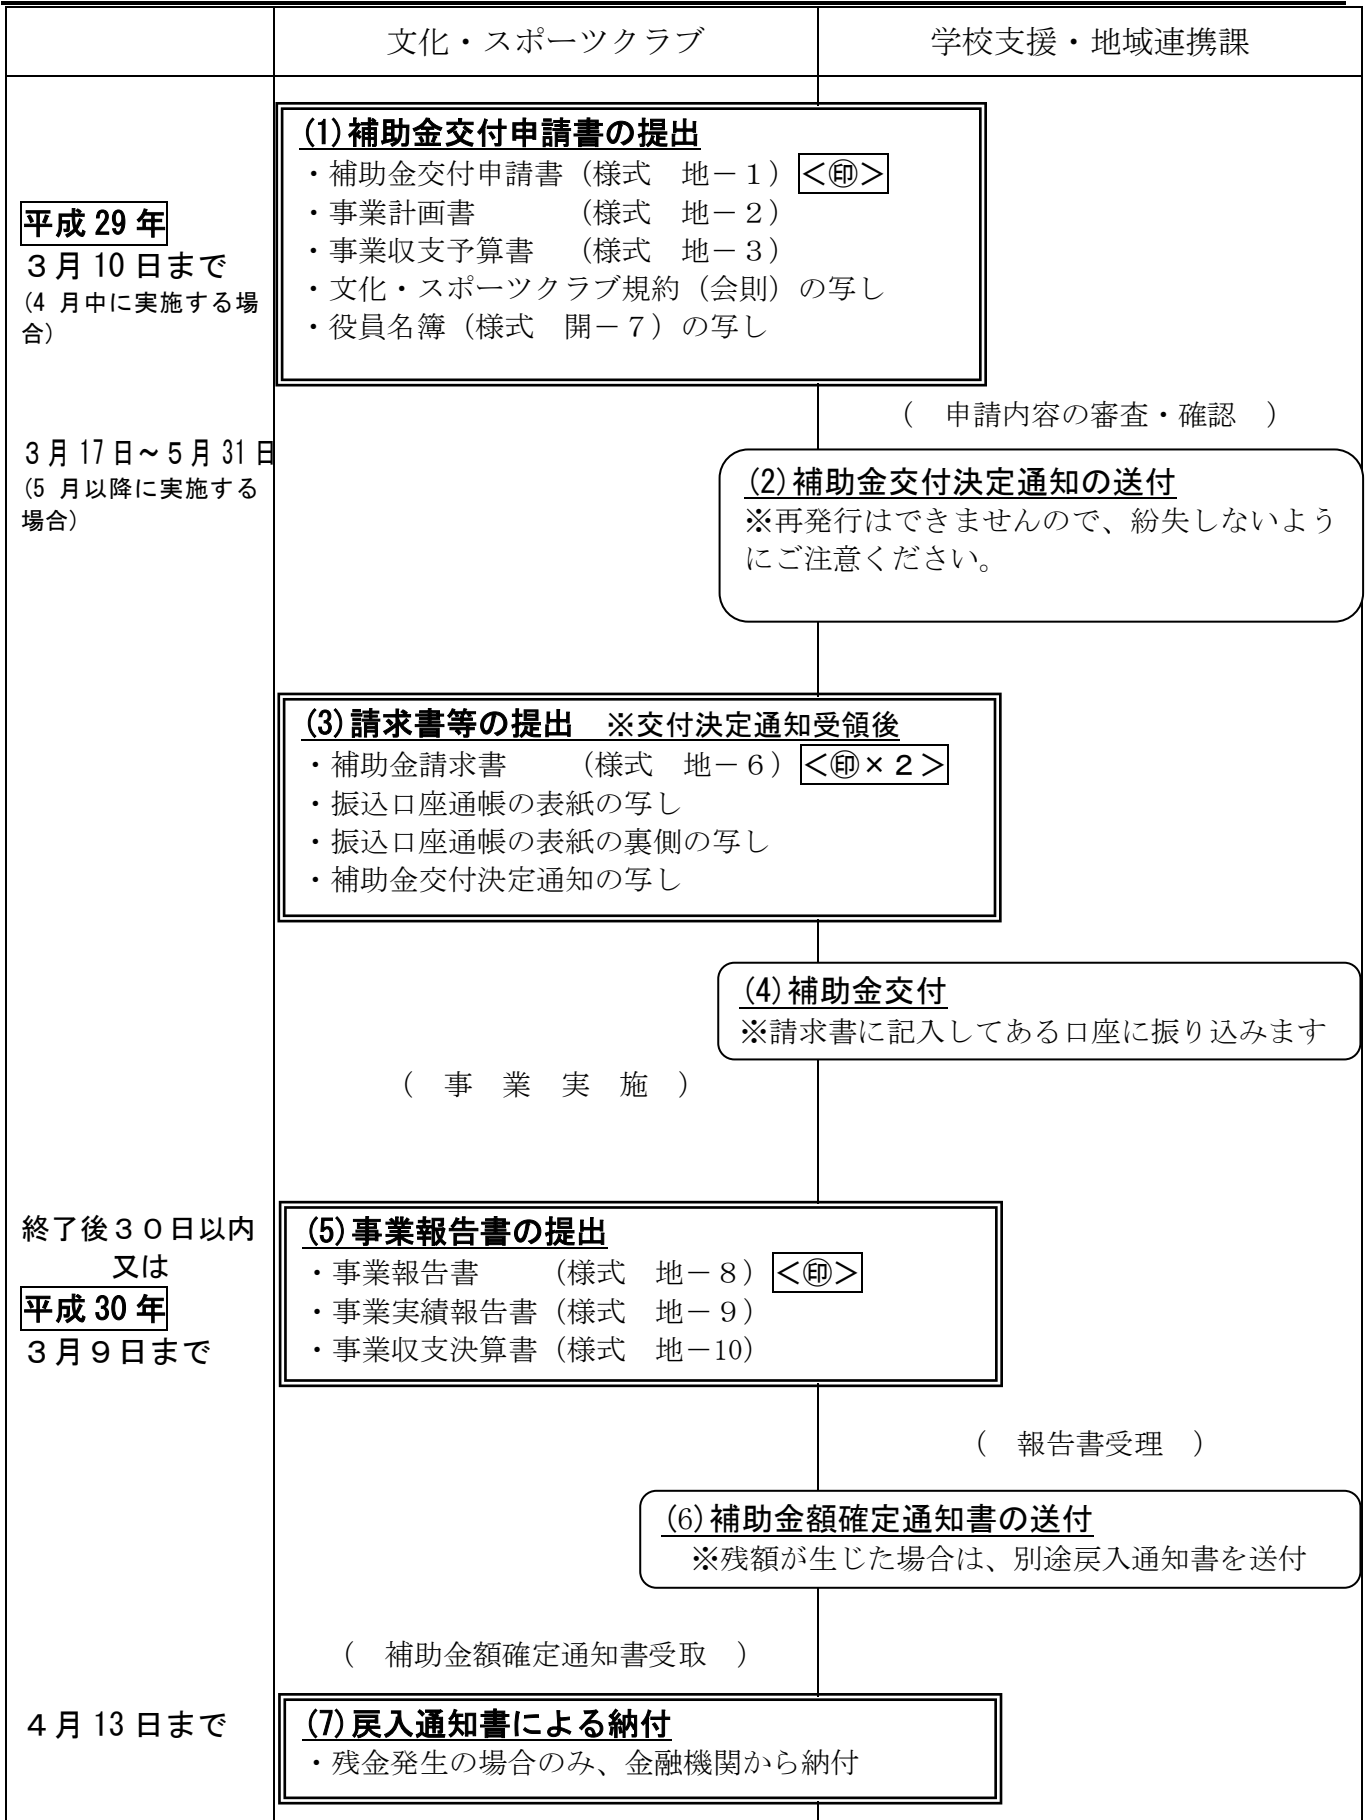 文化・スポーツクラブ
学校支援・地域連携課
平成 29 年
３月 10 日まで
(4 月中に実施する場
合)
(1)補助金交付申請書の提出
・補助金交付申請書（様式　地－１）＜㊞＞
・事業計画書　　　（様式　地－２）
・事業収支予算書　（様式　地－３）
・文化・スポーツクラブ規約（会則）の写し
・役員名簿（様式　開－７）の写し
（　申請内容の審査・確認　）
３月 17 日～５月 31 日
(5 月以降に実施する
場合)
(2)補助金交付決定通知の送付
※再発行はできませんので、紛失しないよう
にご注意ください。
(3)請求書等の提出　※交付決定通知受領後
・補助金請求書　　（様式　地－６）＜㊞×２＞
・振込口座通帳の表紙の写し
・振込口座通帳の表紙の裏側の写し
・補助金交付決定通知の写し
(4)補助金交付
※請求書に記入してある口座に振り込みます
（　事　業　実　施　）
終了後３０日以内
又は
平成 30 年
３月９日まで
(5)事業報告書の提出
・事業報告書　　（様式　地－８）＜㊞＞
・事業実績報告書（様式　地－９）
・事業収支決算書（様式　地－10）
（　報告書受理　）
(6)補助金額確定通知書の送付
※残額が生じた場合は、別途戻入通知書を送付
（　補助金額確定通知書受取　）
４月 13 日まで
(7)戻入通知書による納付
・残金発生の場合のみ、金融機関から納付